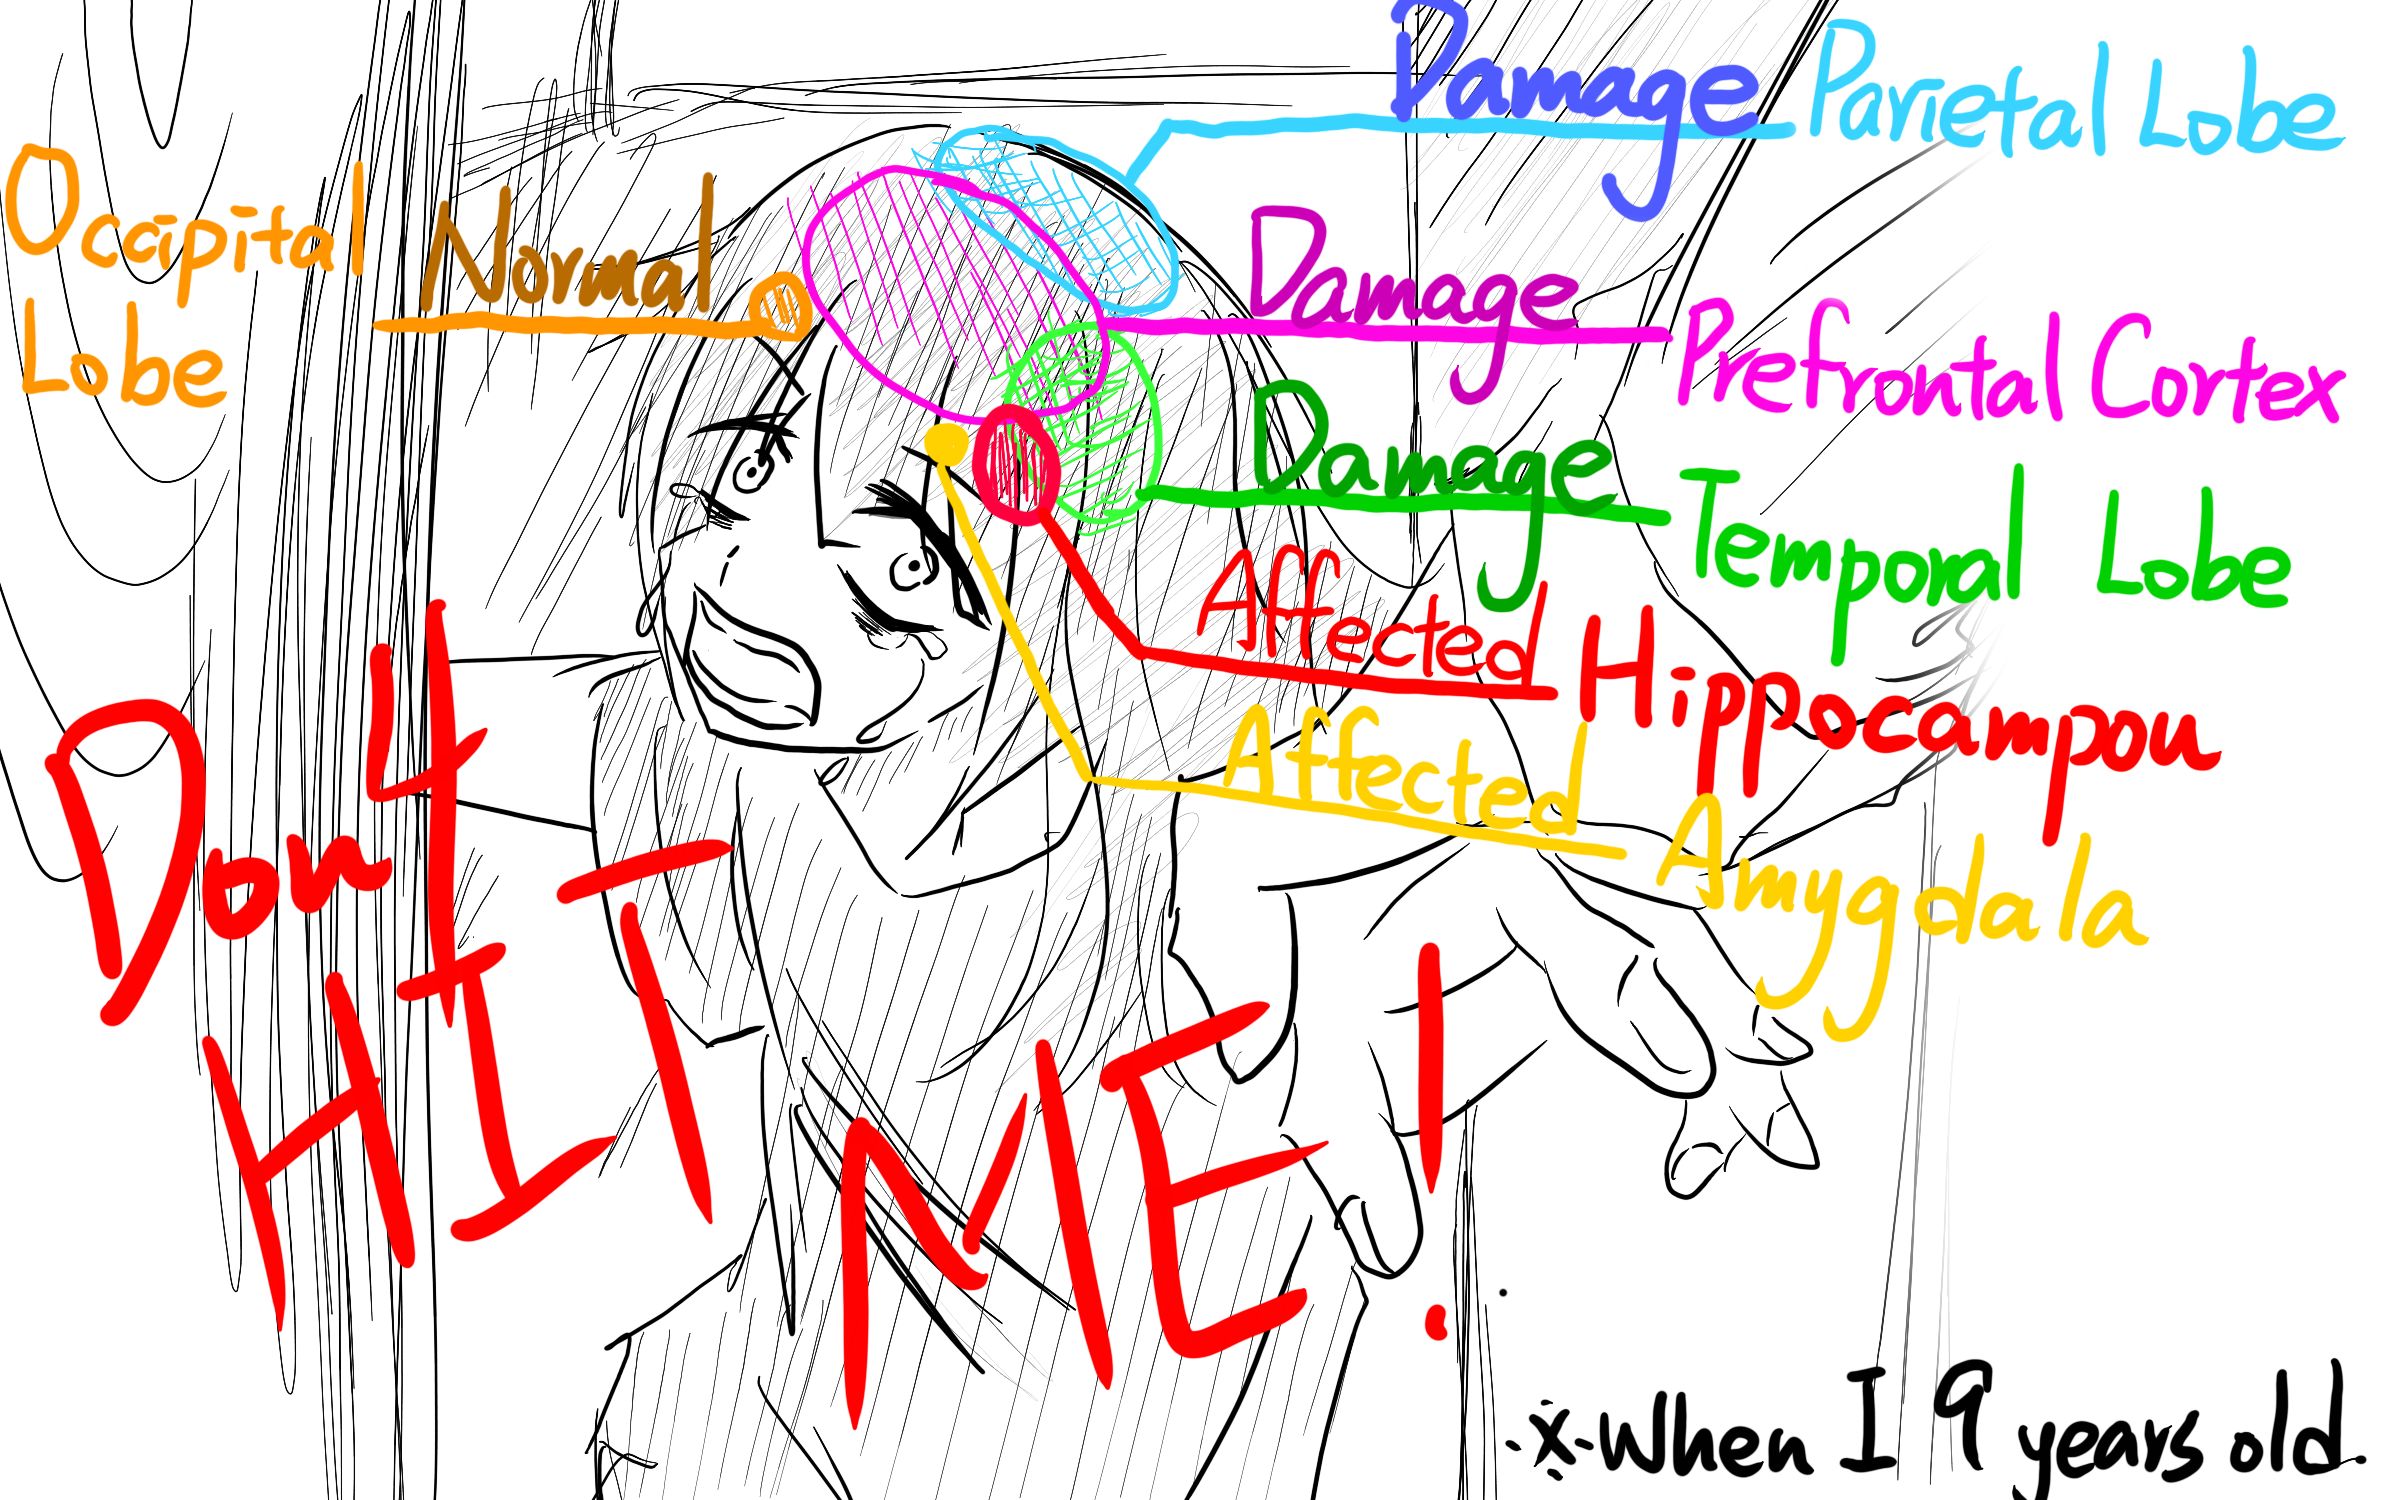 Damage Parietal Lobe
Occipital
Lobe
Normal
Damage
Prefrontal Cortex
Damage
Temporal Lobe
Affected Hippocampou
Affected Amygdala
Don't
HIT
ME!
※When I 9 years old.